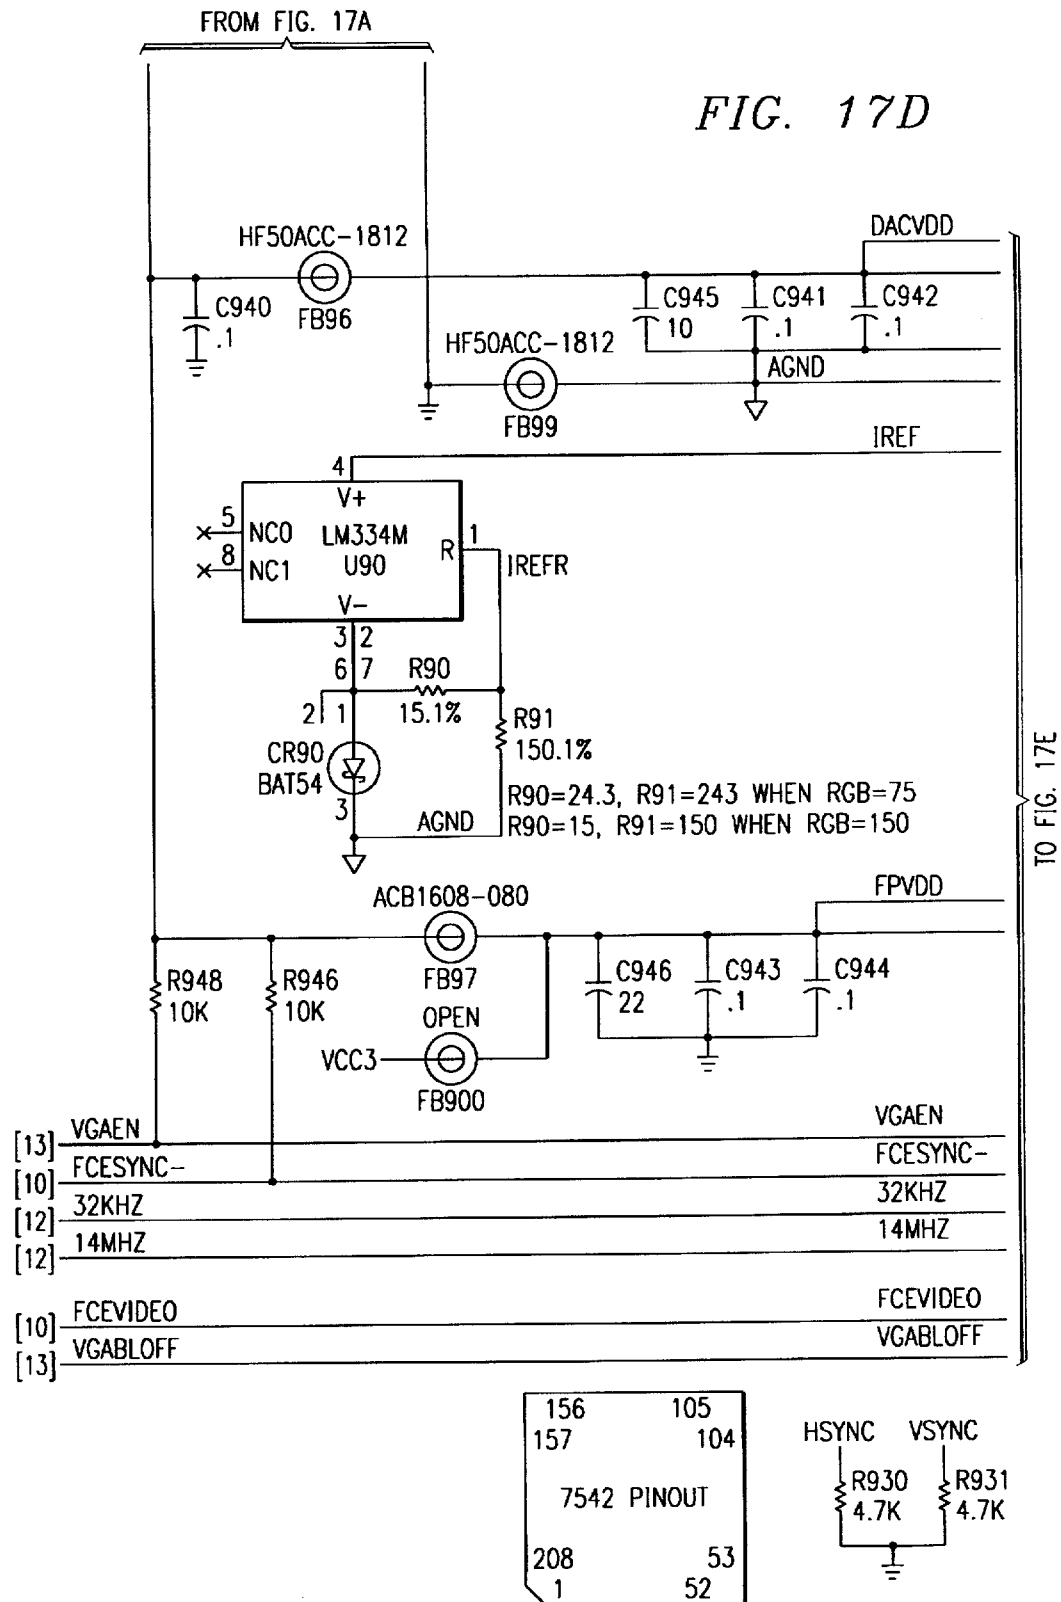 FROM FIG. 17A
FIG. 17D
DACVDD
HF50ACC-1812
C940
.1
FB96
C945
10
C941
.1
C942
.1
HF50ACC-1812
AGND
FB99
IREF
4
V+
5
NC0
LM334M
1
8
NC1
U90
R
IREFR
V-
3 2
6 7
R90
2 1
15.1%
R91
150.1%
CR90
BAT54
3
R90=24.3, R91=243 WHEN RGB=75
AGND
R90=15, R91=150 WHEN RGB=150
TO FIG. 17E
ACB1608-080
FPVDD
R948
10K
R946
10K
FB97
C946
22
C943
.1
C944
.1
OPEN
VCC3
FB900
[13] VGAEN VGAEN
[10] FCESYNC- FCESYNC-
[12] 32KHZ 32KHZ
[12] 14MHZ 14MHZ
[10] FCEVIDEO FCEVIDEO
[13] VGABLOFF VGABLOFF
156 105
157 104
7542 PINOUT
208 53
1 52
HSYNC VSYNC
R930
4.7K
R931
4.7K